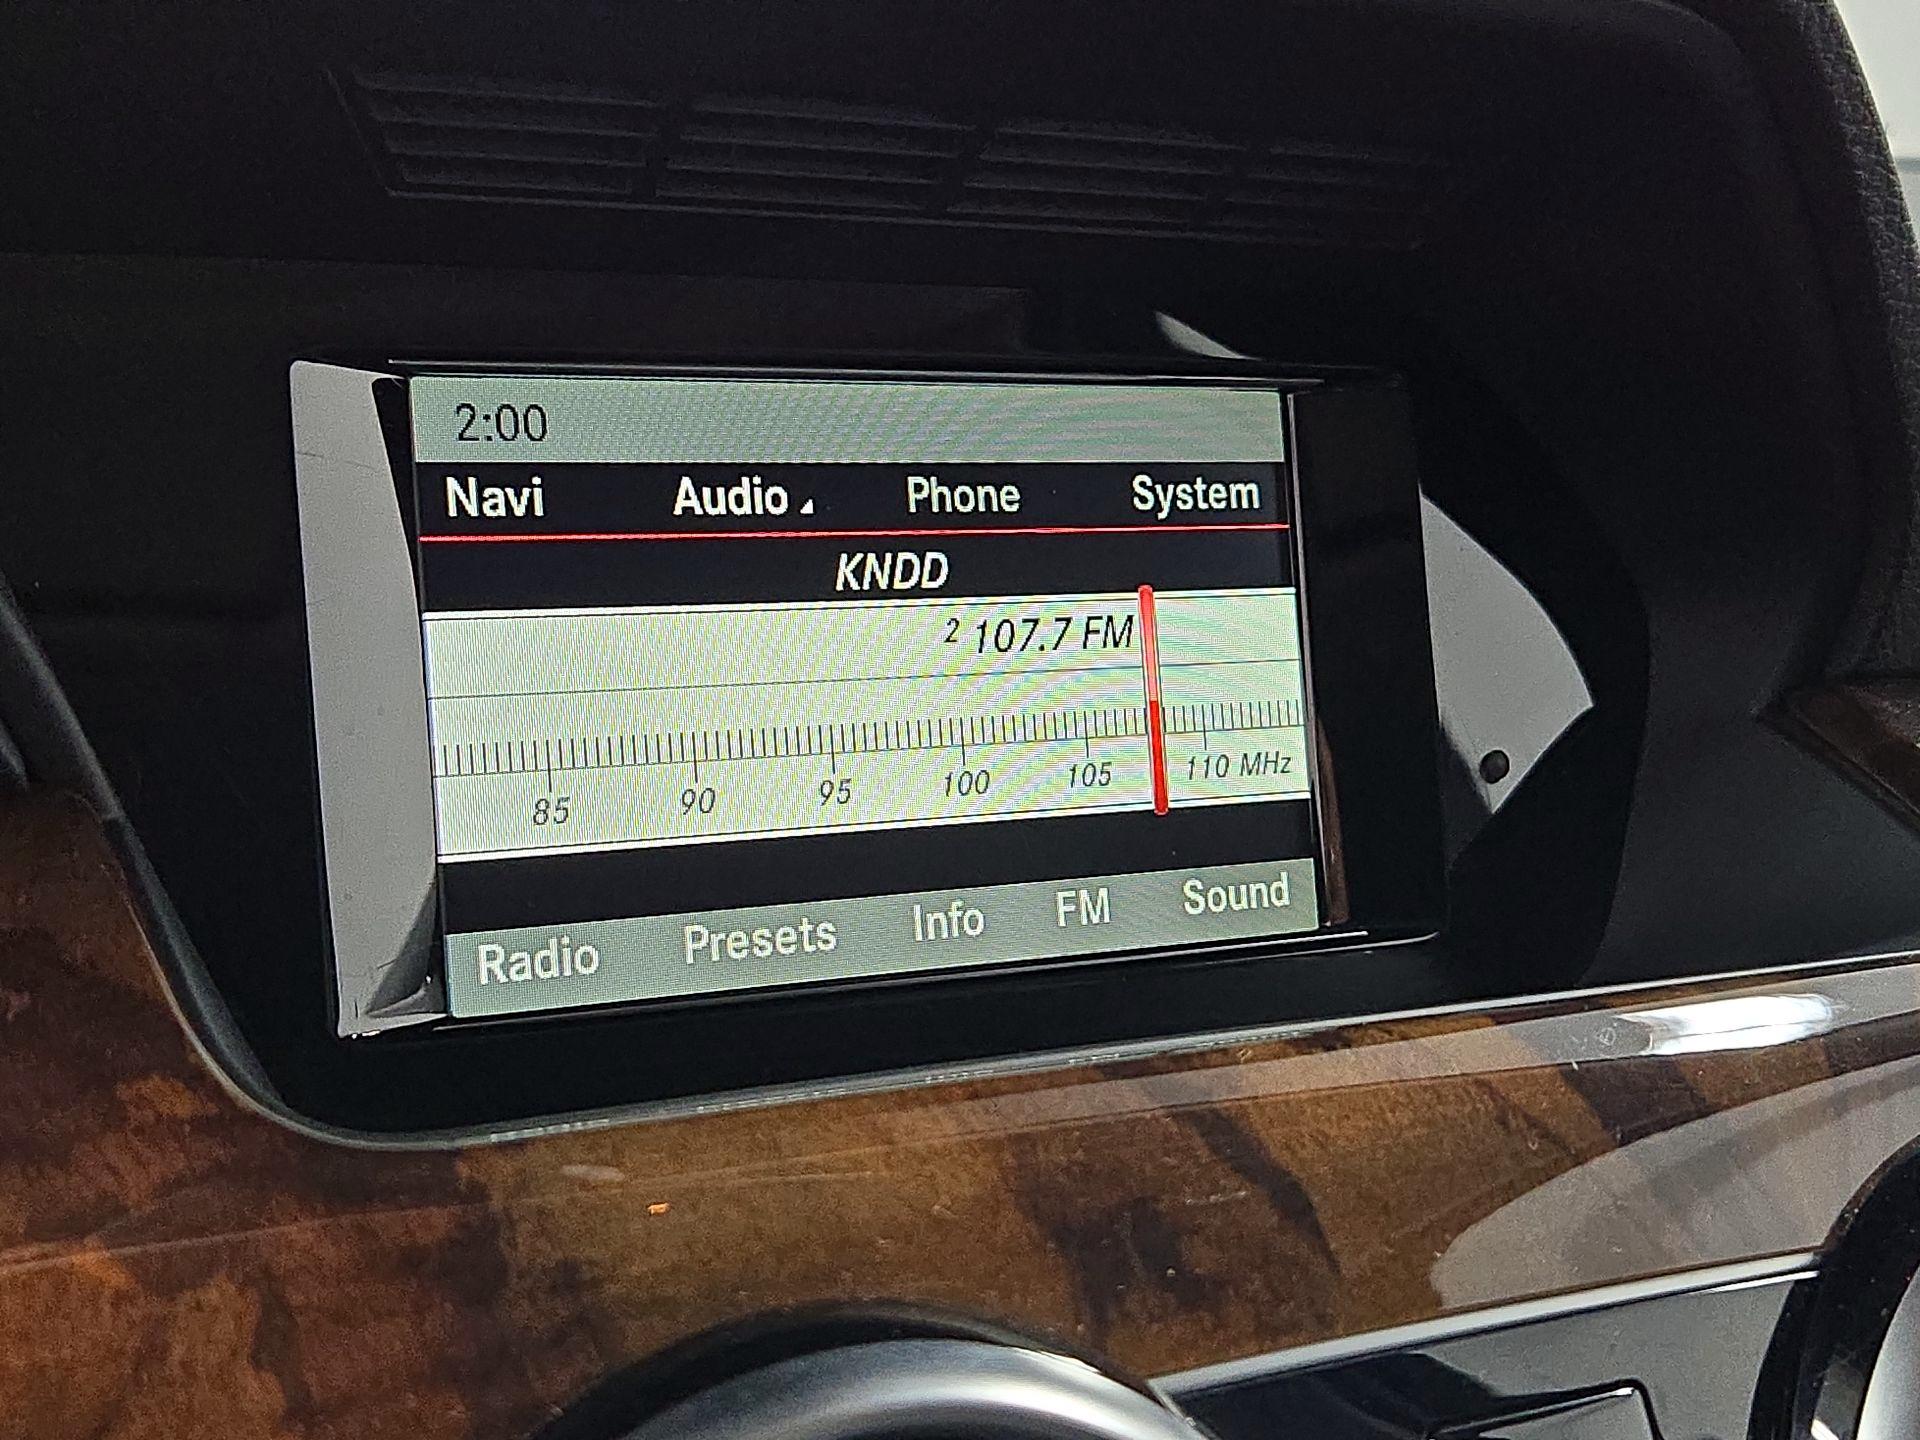 2:00
Navi Audio Phone System
KNDD
2 107.7 FM
85 90 95 100 105 110 MHz
Radio Presets Info FM Sound